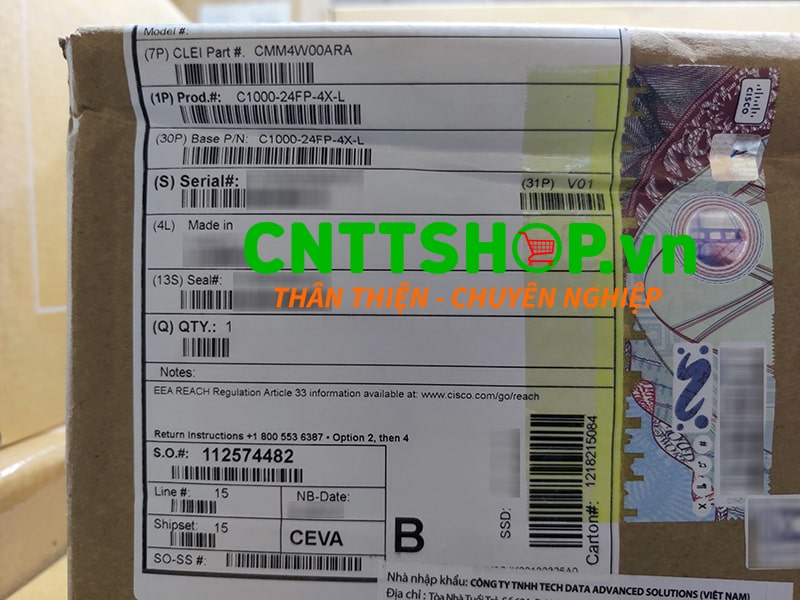 Model #:
(7P) CLEI Part #. CMM4W00ARA
(1P) Prod.#: C1000-24FP-4X-L
(30P) Base P/N: C1000-24FP-4X-L
(S) Serial#:
(31P) V01
(4L) Made in
CNTTSHOP.vn
THÂN THIỆN - CHUYÊN NGHIỆP
(13S) Seal#:
(Q) QTY.: 1
Notes:
EEA REACH Regulation Article 33 information available at: www.cisco.com/go/reach
Return Instructions +1 800 553 6387 • Option 2, then 4
S.O.#: 112574482
Line #: 15
NB-Date:
Shipset: 15
CEVA
SO-SS #:
B
SSD:
Carton#: 1218215084
CISCO
Nhà nhập khẩu: CÔNG TY TNHH TECH DATA ADVANCED SOLUTIONS (VIỆT NAM)
Địa chỉ : Tòa Nhà Tuổi Trẻ